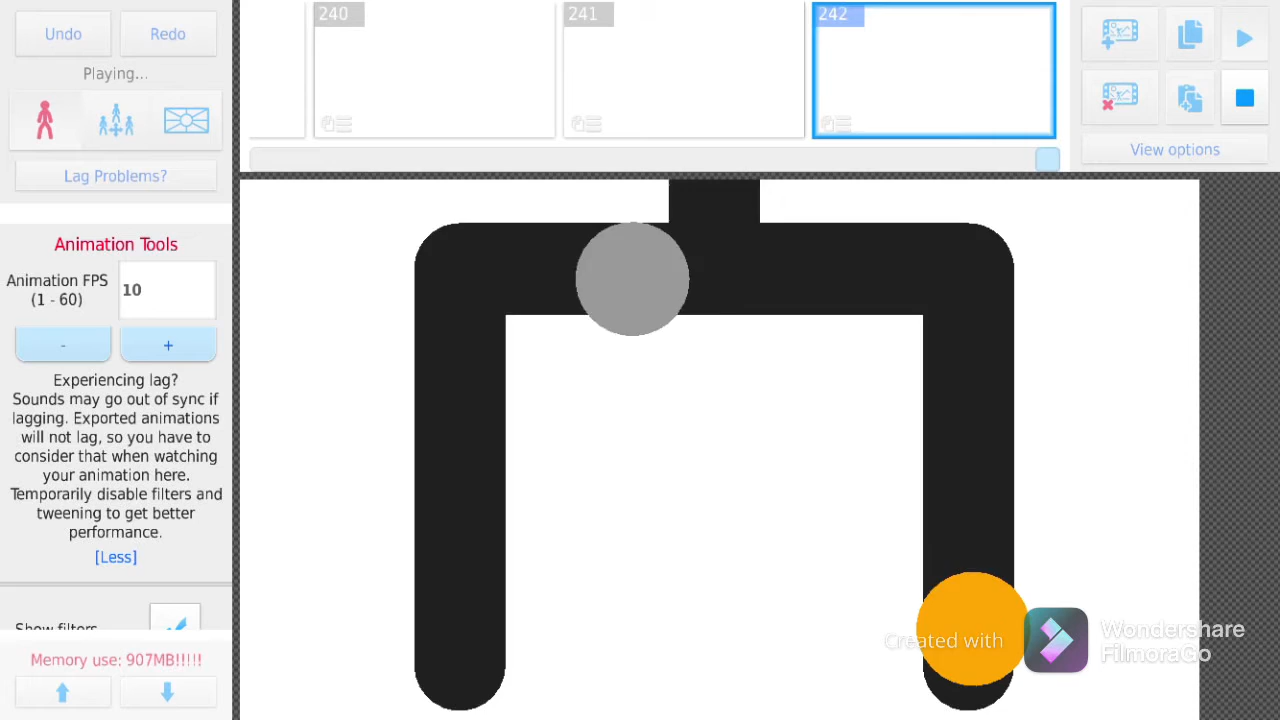 Undo
Redo
Playing...
Lag Problems?
Animation Tools
Animation FPS
(1 - 60)
10
-
+
Experiencing lag?
Sounds may go out of sync if
lagging. Exported animations
will not lag, so you have to
consider that when watching
your animation here.
Temporarily disable filters and
tweening to get better
performance.
[Less]
Show filters
Memory use: 907MB!!!!!
240
241
242
View options
Created with
Wondershare
FilmoraGo